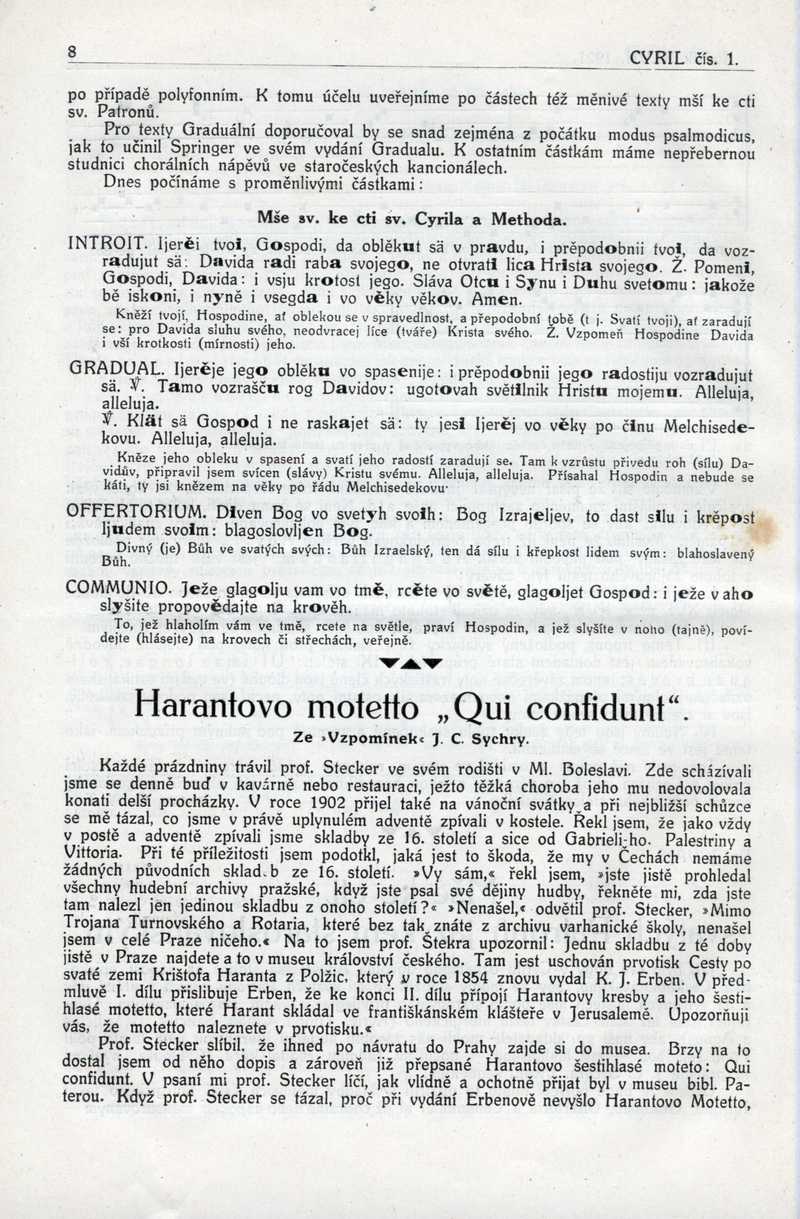 8
CYRIL čís. 1.
po případě polyfonním. K tomu účelu uveřejníme po částech též měnivé texty mší ke cti
sv. Patronů.
Pro texty Graduální doporučoval by se snad zejména z počátku modus psalmodicus,
jak to učinil Springer ve svém vydání Gradualu. K ostatním částkám máme nepřebernou
studnici chorálních nápěvů ve staročeských kancionálech.
Dnes počínáme s proměnlivými částkami:
Mše sv. ke cti sv. Cyrila a Methoda.
INTROIT. Ijerěi tvoi, Gospodi, da oblěkut sä v pravdu, i prěpodobnii tvoi, da voz-
radujut sä: Davida radi raba svojego, ne otvrati lica Hrista svojego. Ž. Pomeni,
Gospodi, Davida: i vsju krotost jego. Sláva Otcu i Synu i Duhu svetomu: jakože
bě iskoni, i nyně i vsegda i vo věky věkov. Amen.
Kněží tvoji, Hospodine, ať oblekou se v spravedlnost, a přepodobní tobě (t j. Svatí tvoji), ať zaradují
se: pro Davida sluhu svého, neodvracej líce (tváře) Krista svého. Ž. Vzpomeň Hospodine Davida
i vší krotkosti (mírnosti) jeho.
GRADUAL. Ijerěje jego oblěku vo spasenije: i prěpodobnii jego radostiju vozradujut
sä. ℣. Tamo vozrašču rog Davidov: ugotovah světilnik Hristu mojemu. Alleluja,
alleluja.
℣. Klät sä Gospod i ne raskajet sä: ty jesi Ijerěj vo věky po činu Melchisede-
kovu. Alleluja, alleluja.
Kněze jeho obleku v spasení a svatí jeho radostí zaradují se. Tam k vzrůstu přivedu roh (sílu) Da-
vidův, připravil jsem svícen (slávy) Kristu svému. Alleluja, alleluja. Přísahal Hospodin a nebude se
káti, ty jsi knězem na věky po řádu Melchisedekovu·
OFFERTORIUM. Diven Bog vo svetyh svoih: Bog Izrajeljev, to dast silu i krěpost
ljudem svoim: blagoslovljen Bog.
Divný (je) Bůh ve svatých svých: Bůh Izraelský, ten dá sílu i křepkost lidem svým: blahoslavený
Bůh.
COMMUNIO. Ježe glagolju vam vo tmě, rcěte vo světě, glagoljet Gospod: i ježe v aho
slyšite propovědajte na krověh.
To, jež hlaholím vám ve tmě, rcete na světle, praví Hospodin, a jež slyšíte v noho (tajně), poví-
dejte (hlásejte) na krovech či střechách, veřejně.
Harantovo motetto „Qui confidunt“.
Ze »Vzpomínek« J. C. Sychry.
Každé prázdniny trávil prof. Stecker ve svém rodišti v Ml. Boleslavi. Zde scházívali
jsme se denně buď v kavárně nebo restauraci, ježto těžká choroba jeho mu nedovolovala
konati delší procházky. V roce 1902 přijel také na vánoční svátky a při nejbližší schůzce
se mě tázal, co jsme v právě uplynulém adventě zpívali v kostele. Řekl jsem, že jako vždy
v postě a adventě zpívali jsme skladby ze 16. století a sice od Gabrieliho. Palestriny a
Vittoria. Při té příležitosti jsem podotkl, jaká jest to škoda, že my v Čechách nemáme
žádných původních sklad.b ze 16. století. »Vy sám,« řekl jsem, »jste jistě prohledal
všechny hudební archivy pražské, když jste psal své dějiny hudby, řekněte mi, zda jste
tam nalezl jen jedinou skladbu z onoho století?« »Nenašel,« odvětil prof. Stecker, »Mimo
Trojana Turnovského a Rotaria, které bez tak znáte z archivu varhanické školy, nenašel
jsem v celé Praze ničeho.« Na to jsem prof. Štekra upozornil: Jednu skladbu z té doby
jistě v Praze najdete a to v museu království českého. Tam jest uschován prvotisk Cesty po
svaté zemi Krištofa Haranta z Polžic, který v roce 1854 znovu vydal K. J. Erben. V před-
mluvě I. dílu přislibuje Erben, že ke konci II. dílu připojí Harantovy kresby a jeho šesti-
hlasé motetto, které Harant skládal ve františkánském klášteře v Jerusalemě. Upozorňuji
vás, že motetto naleznete v prvotisku.«
Prof. Stecker slíbil, že ihned po návratu do Prahy zajde si do musea. Brzy na to
dostal jsem od něho dopis a zároveň již přepsané Harantovo šestihlasé moteto: Qui
confidunt. V psaní mi prof. Stecker líčí, jak vlídně a ochotně přijat byl v museu bibl. Pa-
terou. Když prof. Stecker se tázal, proč při vydání Erbenově nevyšlo Harantovo Motetto,